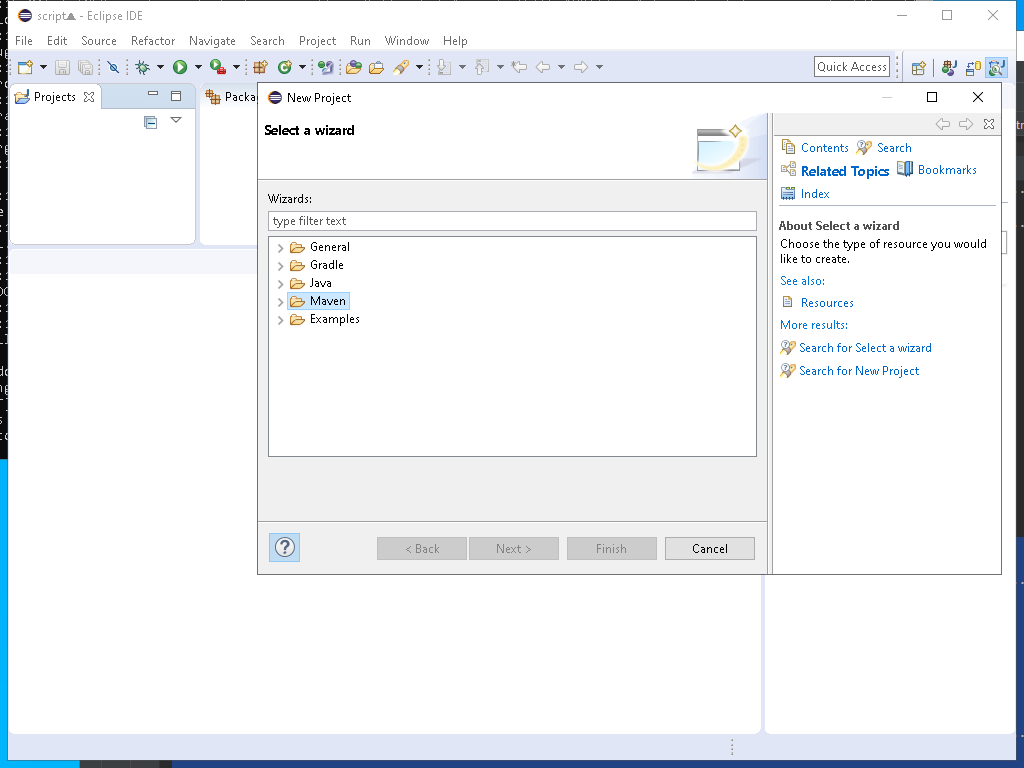 script▲ - Eclipse IDE
File Edit Source Refactor Navigate Search Project Run Window Help
Quick Access
Projects
Packa
New Project
Select a wizard
Wizards:
type filter text
General
Gradle
Java
Maven
Examples
< Back Next > Finish Cancel
Contents Search
Related Topics Bookmarks
Index
About Select a wizard
Choose the type of resource you would
like to create.
See also:
Resources
More results:
Search for Select a wizard
Search for New Project